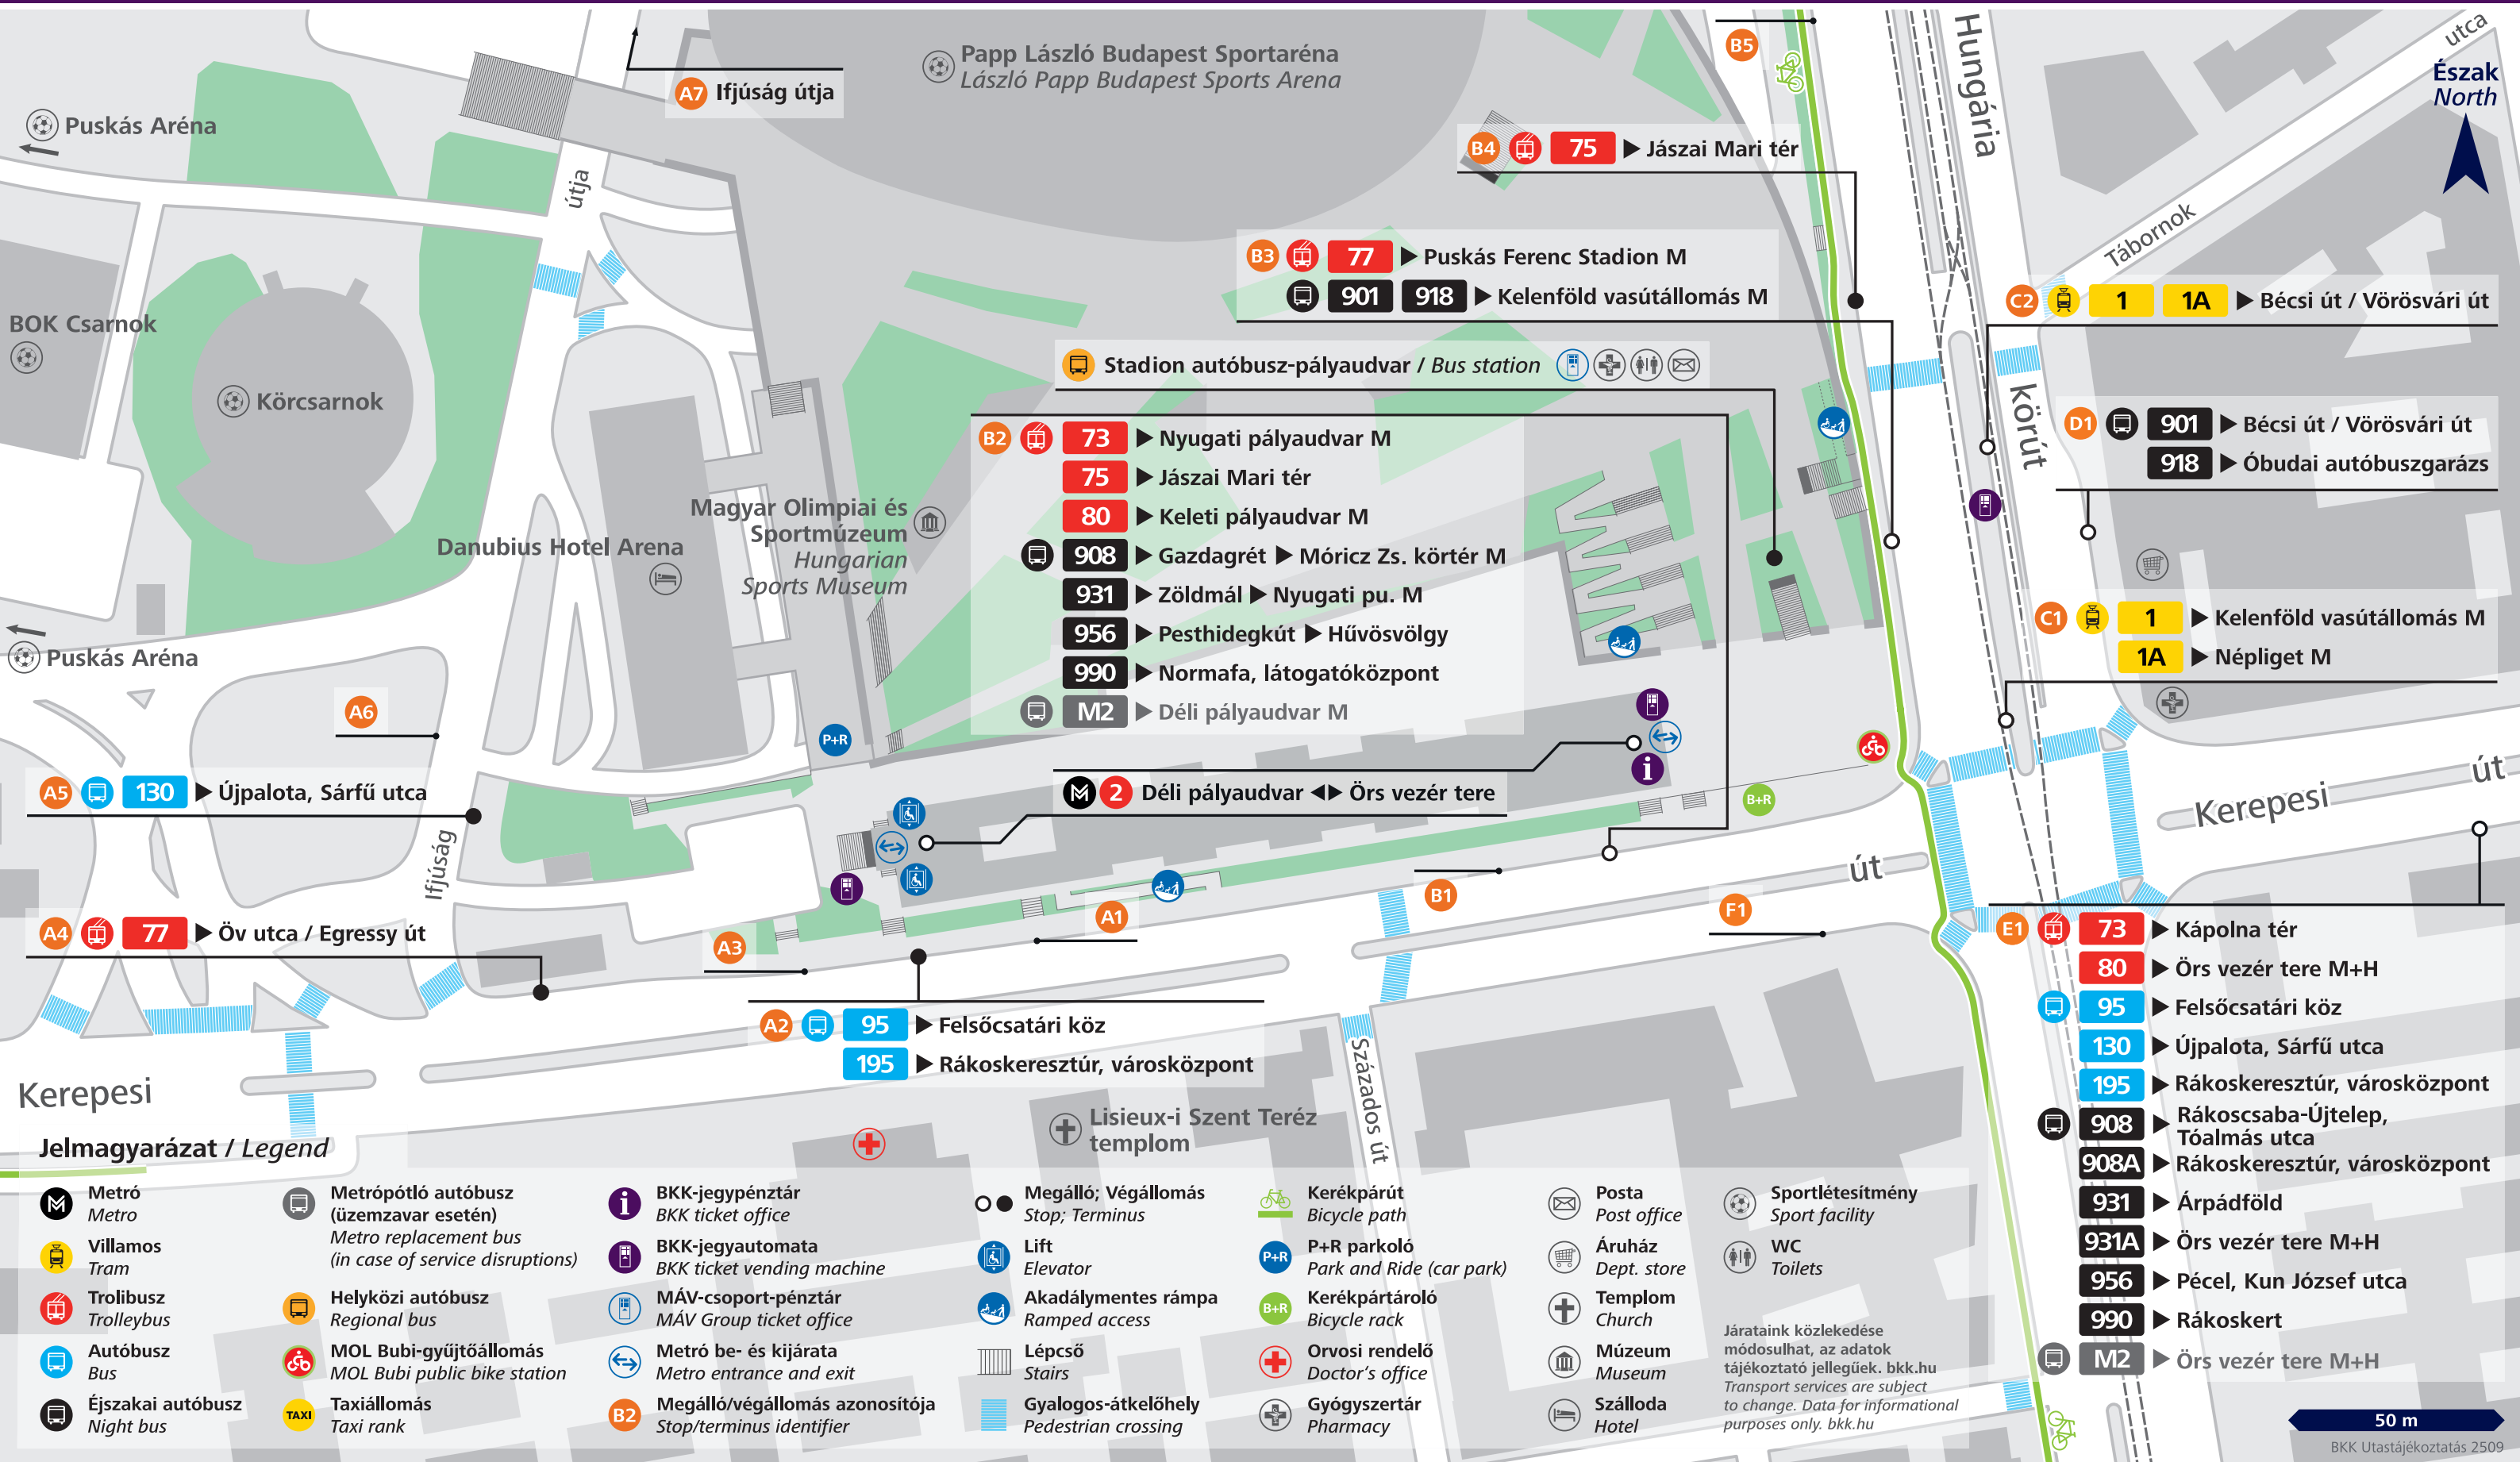 A7 Ifjúság útja
Papp László Budapest Sportaréna
László Papp Budapest Sports Arena
B5
Hungária
utca
Észak
North
Puskás Aréna
B4 75 ▶ Jászai Mari tér
útja
Tábornok
B3 77 ▶ Puskás Ferenc Stadion M
901 918 ▶ Kelenföld vasútállomás M
C2 1 1A ▶ Bécsi út / Vörösvári út
BOK Csarnok
Körcsarnok
Stadion autóbusz-pályaudvar / Bus station
körút
D1 901 ▶ Bécsi út / Vörösvári út
918 ▶ Óbudai autóbuszgarázs
B2 73 ▶ Nyugati pályaudvar M
75 ▶ Jászai Mari tér
80 ▶ Keleti pályaudvar M
908 ▶ Gazdagrét ▶ Móricz Zs. körtér M
931 ▶ Zöldmál ▶ Nyugati pu. M
956 ▶ Pesthidegkút ▶ Hűvösvölgy
990 ▶ Normafa, látogatóközpont
M2 ▶ Déli pályaudvar M
Magyar Olimpiai és
Sportmúzeum
Hungarian
Sports Museum
Danubius Hotel Arena
C1 1 ▶ Kelenföld vasútállomás M
1A ▶ Népliget M
Puskás Aréna
A6
P+R
A5 130 ▶ Újpalota, Sárfű utca
M 2 Déli pályaudvar ◀▶ Örs vezér tere
i
B+R
Kerepesi
út
Ifjúság
út
A4 77 ▶ Öv utca / Egressy út
A3
A1
B1
F1
A2 95 ▶ Felsőcsatári köz
195 ▶ Rákoskeresztúr, városközpont
E1 73 ▶ Kápolna tér
80 ▶ Örs vezér tere M+H
95 ▶ Felsőcsatári köz
130 ▶ Újpalota, Sárfű utca
195 ▶ Rákoskeresztúr, városközpont
908 ▶ Rákoscsaba-Újtelep,
Tóalmás utca
908A ▶ Rákoskeresztúr, városközpont
931 ▶ Árpádföld
931A ▶ Örs vezér tere M+H
956 ▶ Pécel, Kun József utca
990 ▶ Rákoskert
M2 ▶ Örs vezér tere M+H
Kerepesi
Százados út
Lisieux-i Szent Teréz
templom
Jelmagyarázat / Legend
M Metró
Metro
Villamos
Tram
Trolibusz
Trolleybus
Autóbusz
Bus
Éjszakai autóbusz
Night bus
Metrópótló autóbusz
(üzemzavar esetén)
Metro replacement bus
(in case of service disruptions)
Helyközi autóbusz
Regional bus
MOL Bubi-gyűjtőállomás
MOL Bubi public bike station
TAXI Taxiállomás
Taxi rank
i BKK-jegypénztár
BKK ticket office
BKK-jegyautomata
BKK ticket vending machine
MÁV-csoport-pénztár
MÁV Group ticket office
Metró be- és kijárata
Metro entrance and exit
B2 Megálló/végállomás azonosítója
Stop/terminus identifier
Megálló; Végállomás
Stop; Terminus
Lift
Elevator
Akadálymentes rámpa
Ramped access
Lépcső
Stairs
Gyalogos-átkelőhely
Pedestrian crossing
Kerékpárút
Bicycle path
P+R P+R parkoló
Park and Ride (car park)
B+R Kerékpártároló
Bicycle rack
Orvosi rendelő
Doctor's office
Gyógyszertár
Pharmacy
Posta
Post office
Áruház
Dept. store
Templom
Church
Múzeum
Museum
Szálloda
Hotel
Sportlétesítmény
Sport facility
WC
Toilets
Járataink közlekedése
módosulhat, az adatok
tájékoztató jellegűek. bkk.hu
Transport services are subject
to change. Data for informational
purposes only. bkk.hu
50 m
BKK Utastájékoztatás 2509